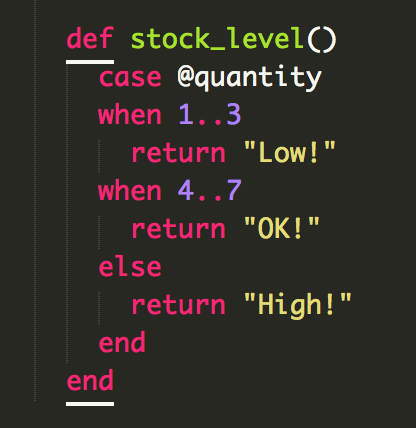 def stock_level()
  case @quantity
  when 1..3
    return "Low!"
  when 4..7
    return "OK!"
  else
    return "High!"
  end
end